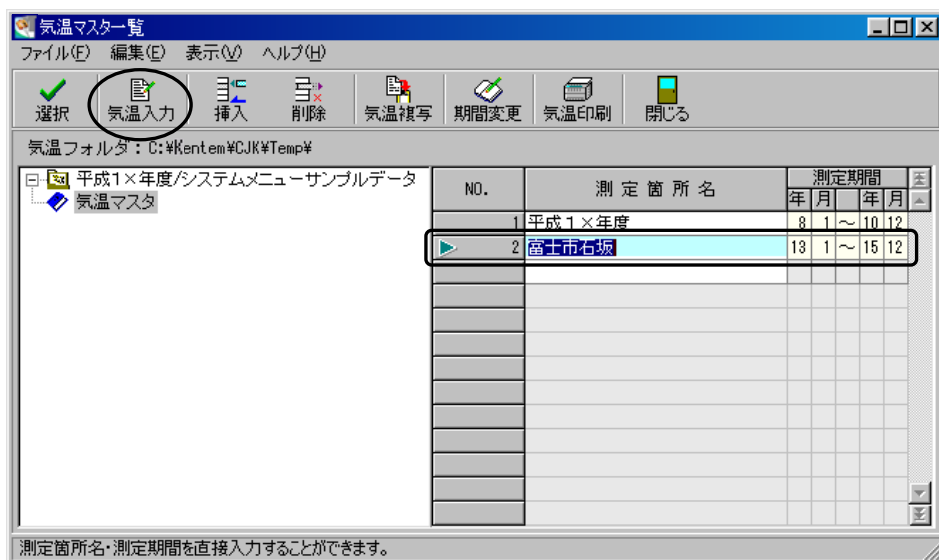 気温マスター覧
ファイル(F) 編集(E) 表示(V) ヘルプ(H)
選択 気温入力 挿入 削除 気温複写 期間変更 気温印刷 閉じる
気温フォルダ：C:¥Kentem¥CJK¥Temp¥
平成1×年度/システムメニューサンプルデータ
気温マスタ
NO. 測定箇所名 測定期間
年 月 年 月
1 平成1×年度 8 1 ～ 10 12
2 富士市石坂 13 1 ～ 15 12
測定箇所名・測定期間を直接入力することができます。